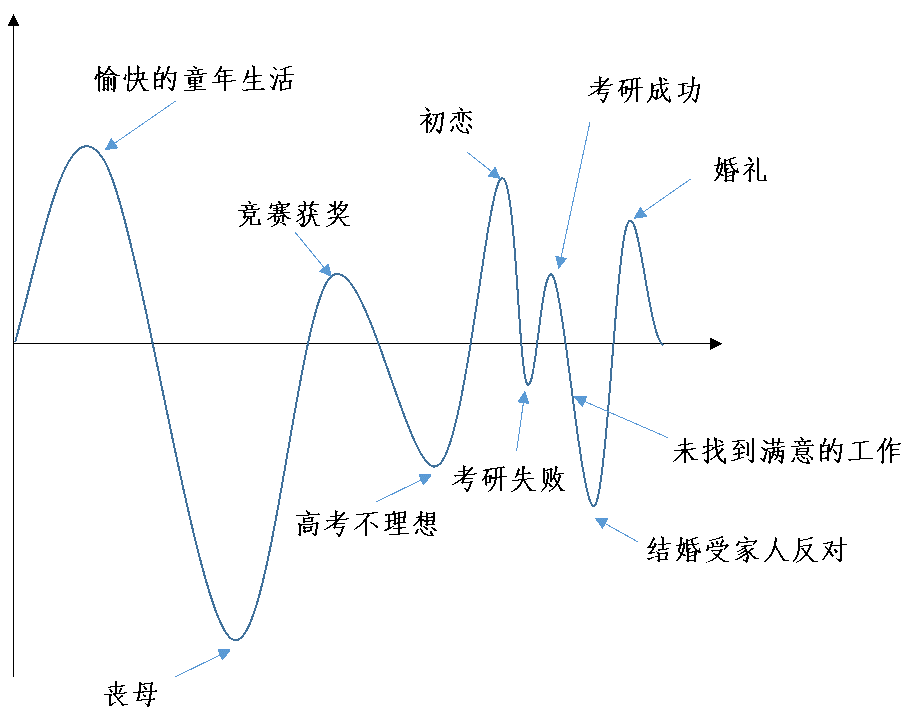 愉快的童年生活
考研成功
初恋
婚礼
竞赛获奖
未找到满意的工作
考研失败
高考不理想
结婚受家人反对
丧母